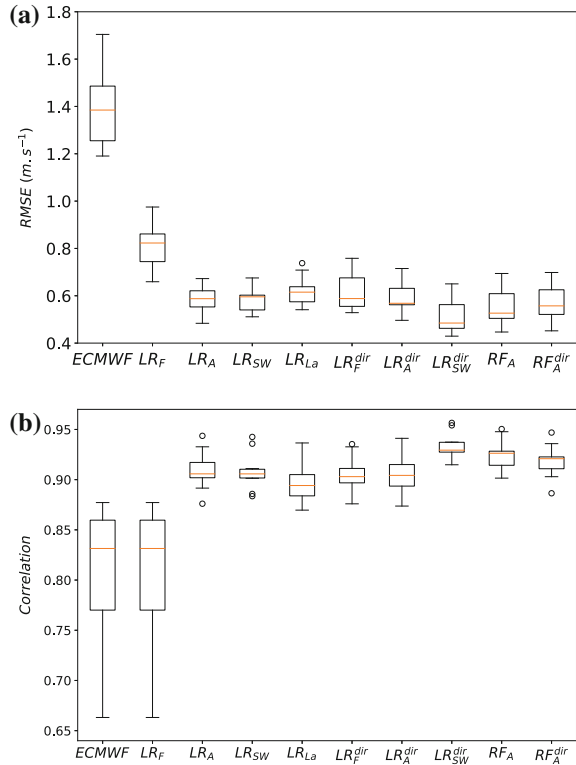 (a)
1.8
1.6
1.4
1.2
1.0
0.8
0.6
0.4
RMSE (m.s⁻¹)
ECMWF LR_F LR_A LR_SW LR_La LR_F^dir LR_A^dir LR_SW^dir RF_A RF_A^dir
(b)
0.95
0.90
0.85
0.80
0.75
0.70
0.65
Correlation
ECMWF LR_F LR_A LR_SW LR_La LR_F^dir LR_A^dir LR_SW^dir RF_A RF_A^dir